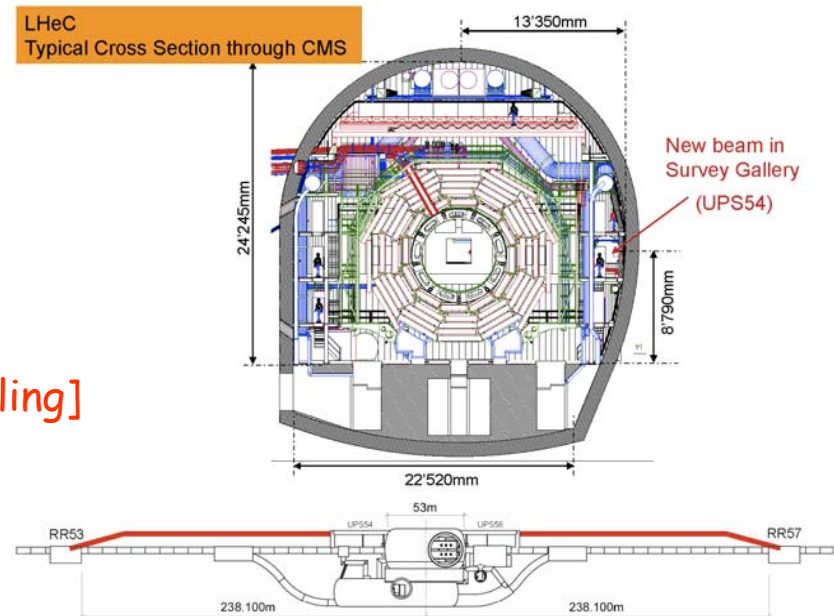 LHeC
Typical Cross Section through CMS
13'350mm
New beam in
Survey Gallery
(UPS54)
24'245mm
8'790mm
ling]
22'520mm
53m
RR53
UPS54
UPS56
RR57
238.100m
238.100m